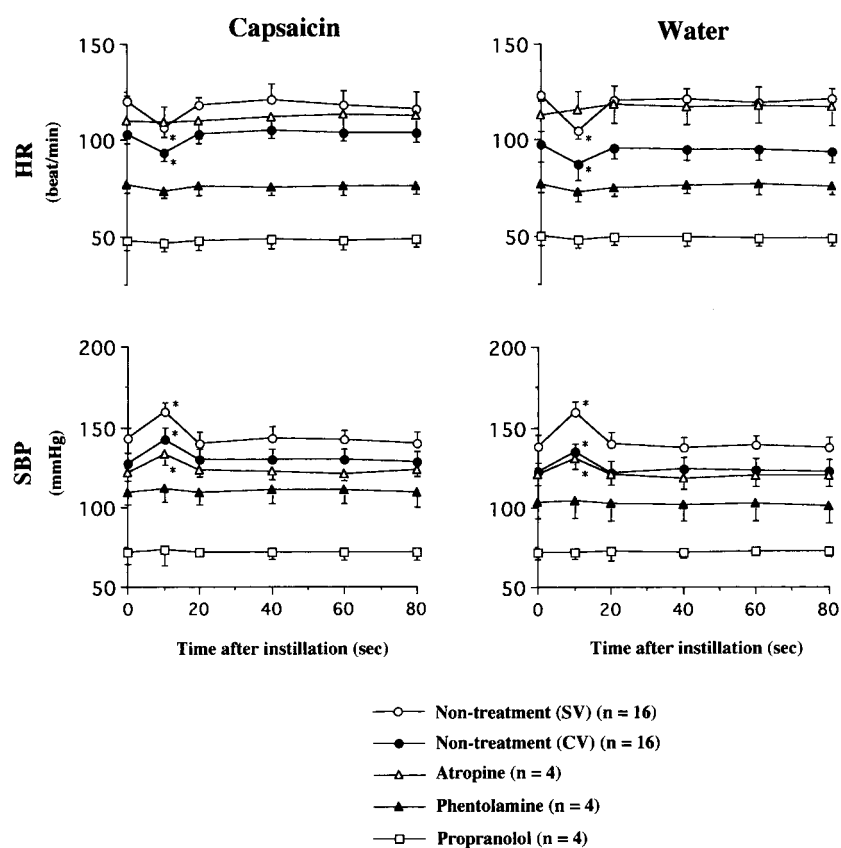 Capsaicin
Water
HR
(beat/min)
150
100
50
150
100
50
*
*
*
*
SBP
(mmHg)
200
150
100
50
200
150
100
50
*
*
*
*
*
*
0 20 40 60 80
0 20 40 60 80
Time after instillation (sec)
Time after instillation (sec)
Non-treatment (SV) (n = 16)
Non-treatment (CV) (n = 16)
Atropine (n = 4)
Phentolamine (n = 4)
Propranolol (n = 4)